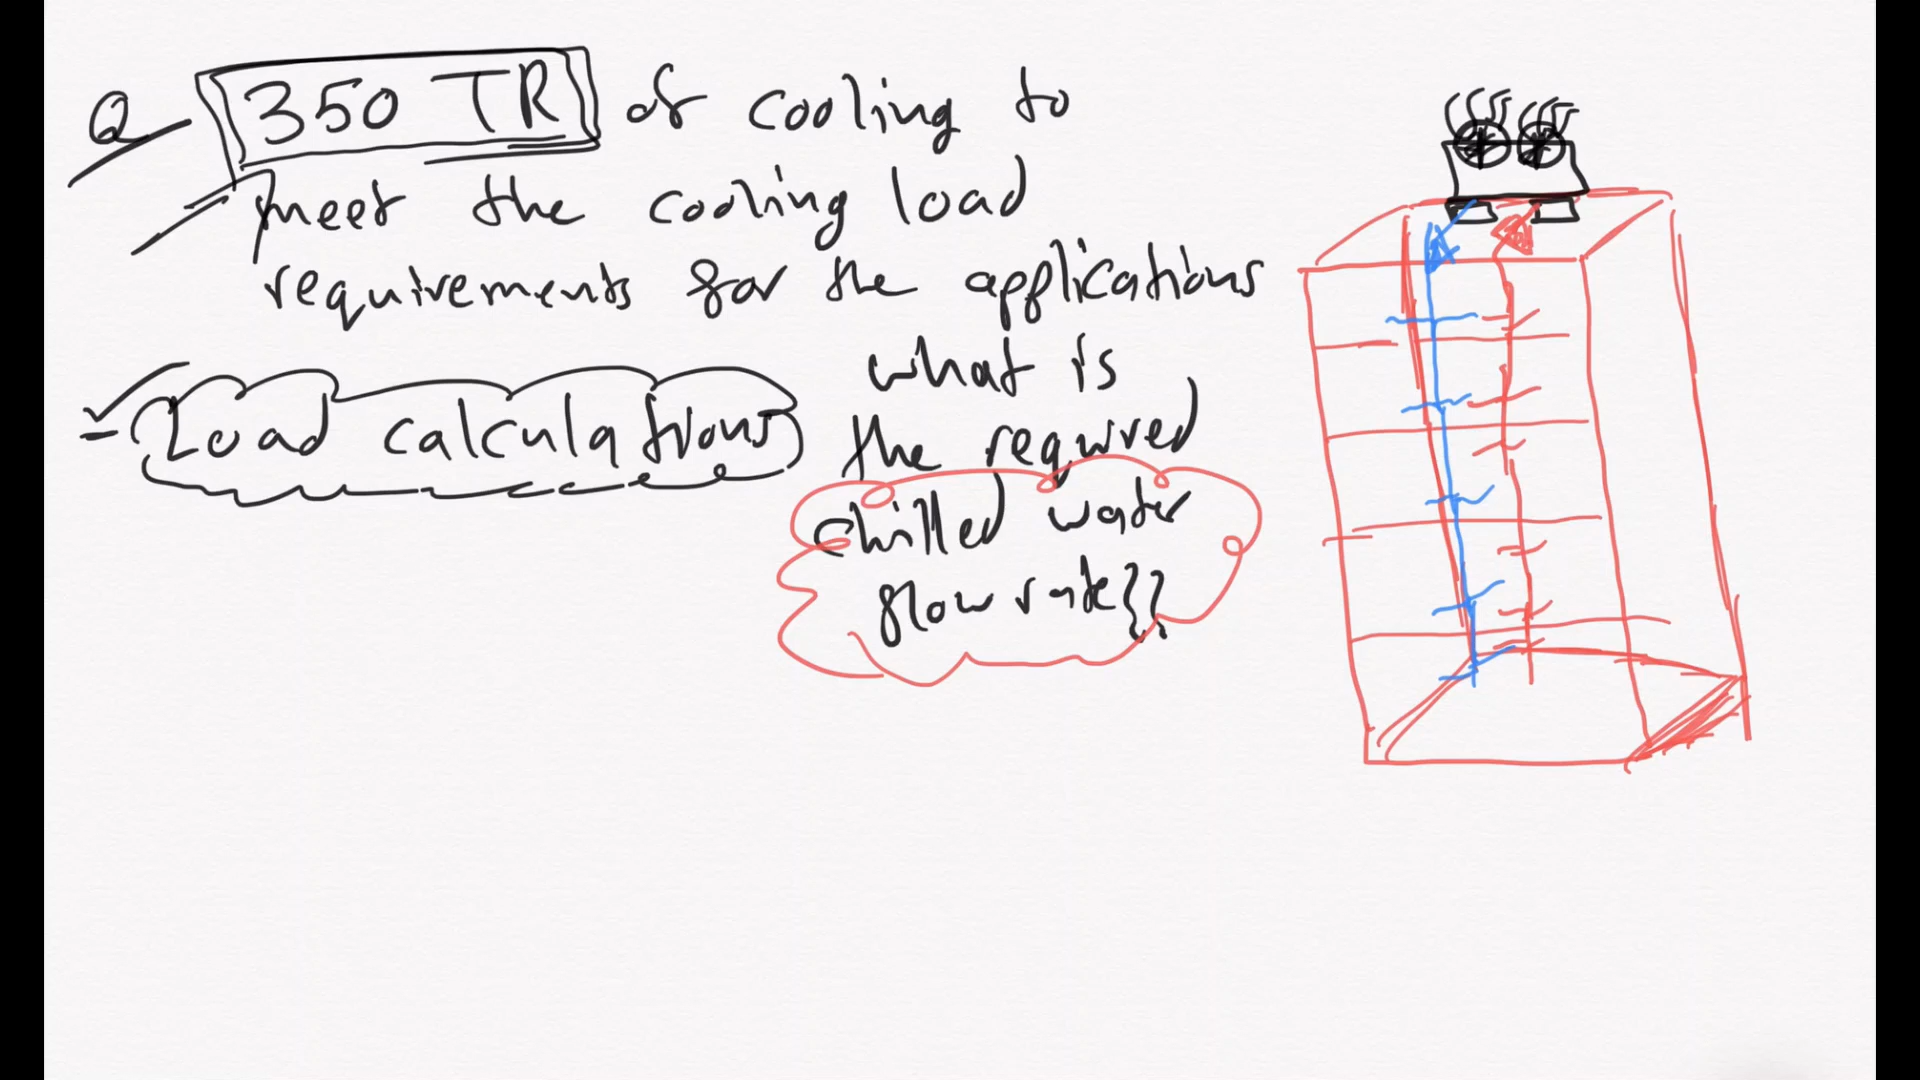 Q 350 TR of cooling to
meet the cooling load
requirements for the applications
what is
the required
Load calculations
chilled water
flow rate??